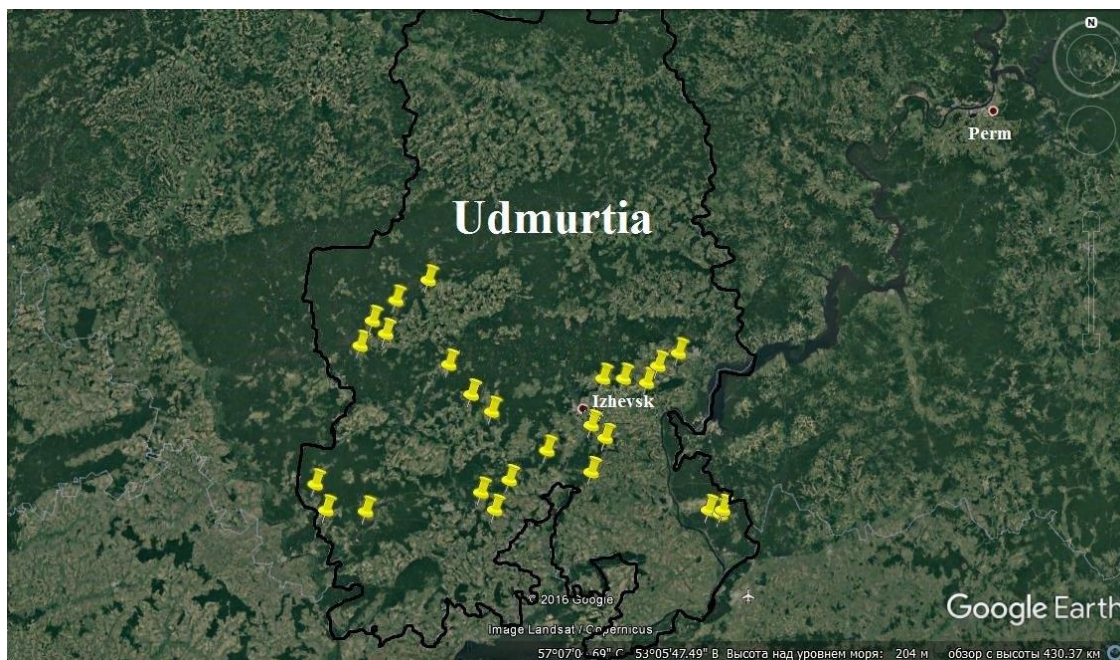 N
Perm
Udmurtia
Izhevsk
© 2016 Google
Image Landsat / Copernicus
Google Earth
57°07'0 69" С 53°05'47.49" В Высота над уровнем моря: 204 м обзор с высоты 430.37 км